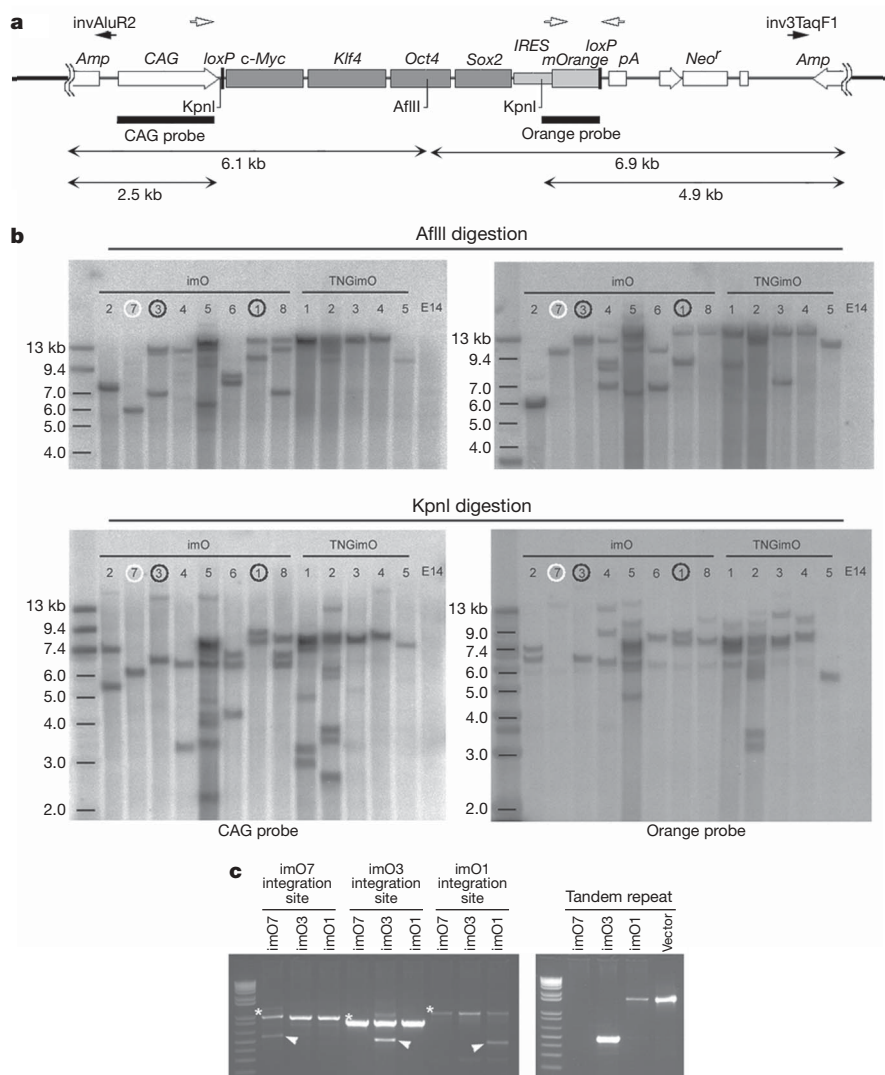 a
invAluR2
inv3TaqF1
Amp CAG loxP c-Myc Klf4 Oct4 Sox2 IRES mOrange loxP pA Neor Amp
KpnI AflII KpnI
CAG probe Orange probe
6.1 kb 6.9 kb
2.5 kb 4.9 kb
b
AflII digestion
imO TNGimO
2 7 3 4 5 6 1 8 1 2 3 4 5 E14
13 kb
9.4
7.0
6.0
5.0
4.0
imO TNGimO
2 7 3 4 5 6 1 8 1 2 3 4 5 E14
13 kb
9.4
7.0
6.0
5.0
4.0
KpnI digestion
imO TNGimO
2 7 3 4 5 6 1 8 1 2 3 4 5 E14
13 kb
9.4
7.4
6.0
5.0
4.0
3.0
2.0
CAG probe
imO TNGimO
2 7 3 4 5 6 1 8 1 2 3 4 5 E14
13 kb
9.0
7.4
6.0
5.0
4.0
3.0
2.0
Orange probe
c
imO7 integration site
imO3 integration site
imO1 integration site
imO7 imO3 imO1 imO7 imO3 imO1 imO7 imO3 imO1
* * *
Tandem repeat
imO7 imO3 imO1 Vector